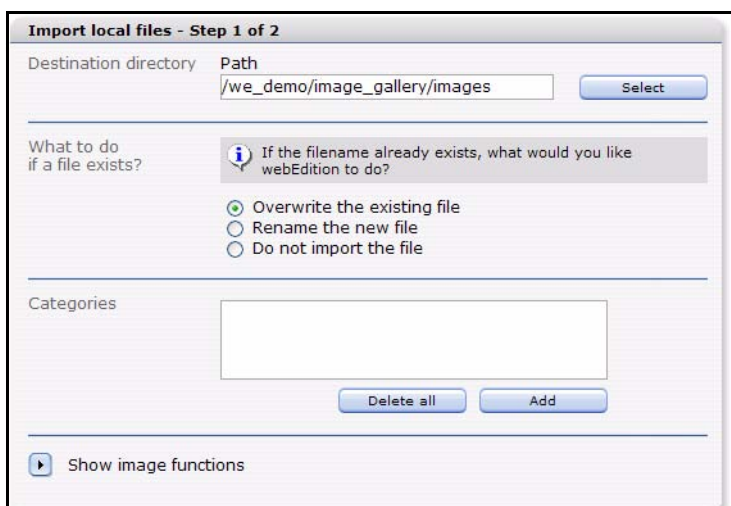 Import local files - Step 1 of 2
Destination directory
Path
/we_demo/image_gallery/images
Select
What to do
if a file exists?
If the filename already exists, what would you like
webEdition to do?
Overwrite the existing file
Rename the new file
Do not import the file
Categories
Delete all
Add
Show image functions